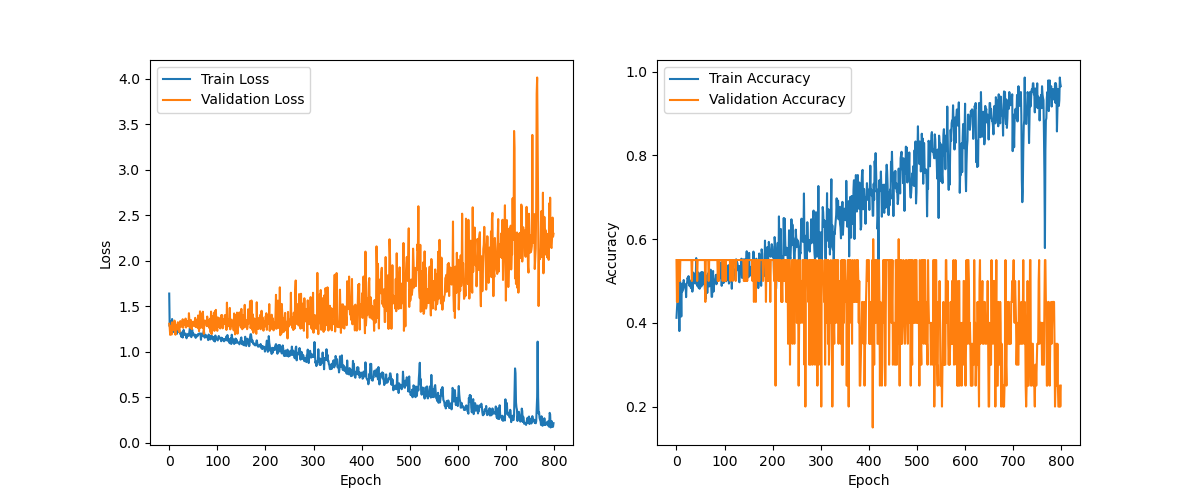 Train Loss
Validation Loss
4.0
3.5
3.0
2.5
2.0
1.5
1.0
0.5
0.0
Loss
0 100 200 300 400 500 600 700 800
Epoch
Train Accuracy
Validation Accuracy
1.0
0.8
0.6
0.4
0.2
Accuracy
0 100 200 300 400 500 600 700 800
Epoch